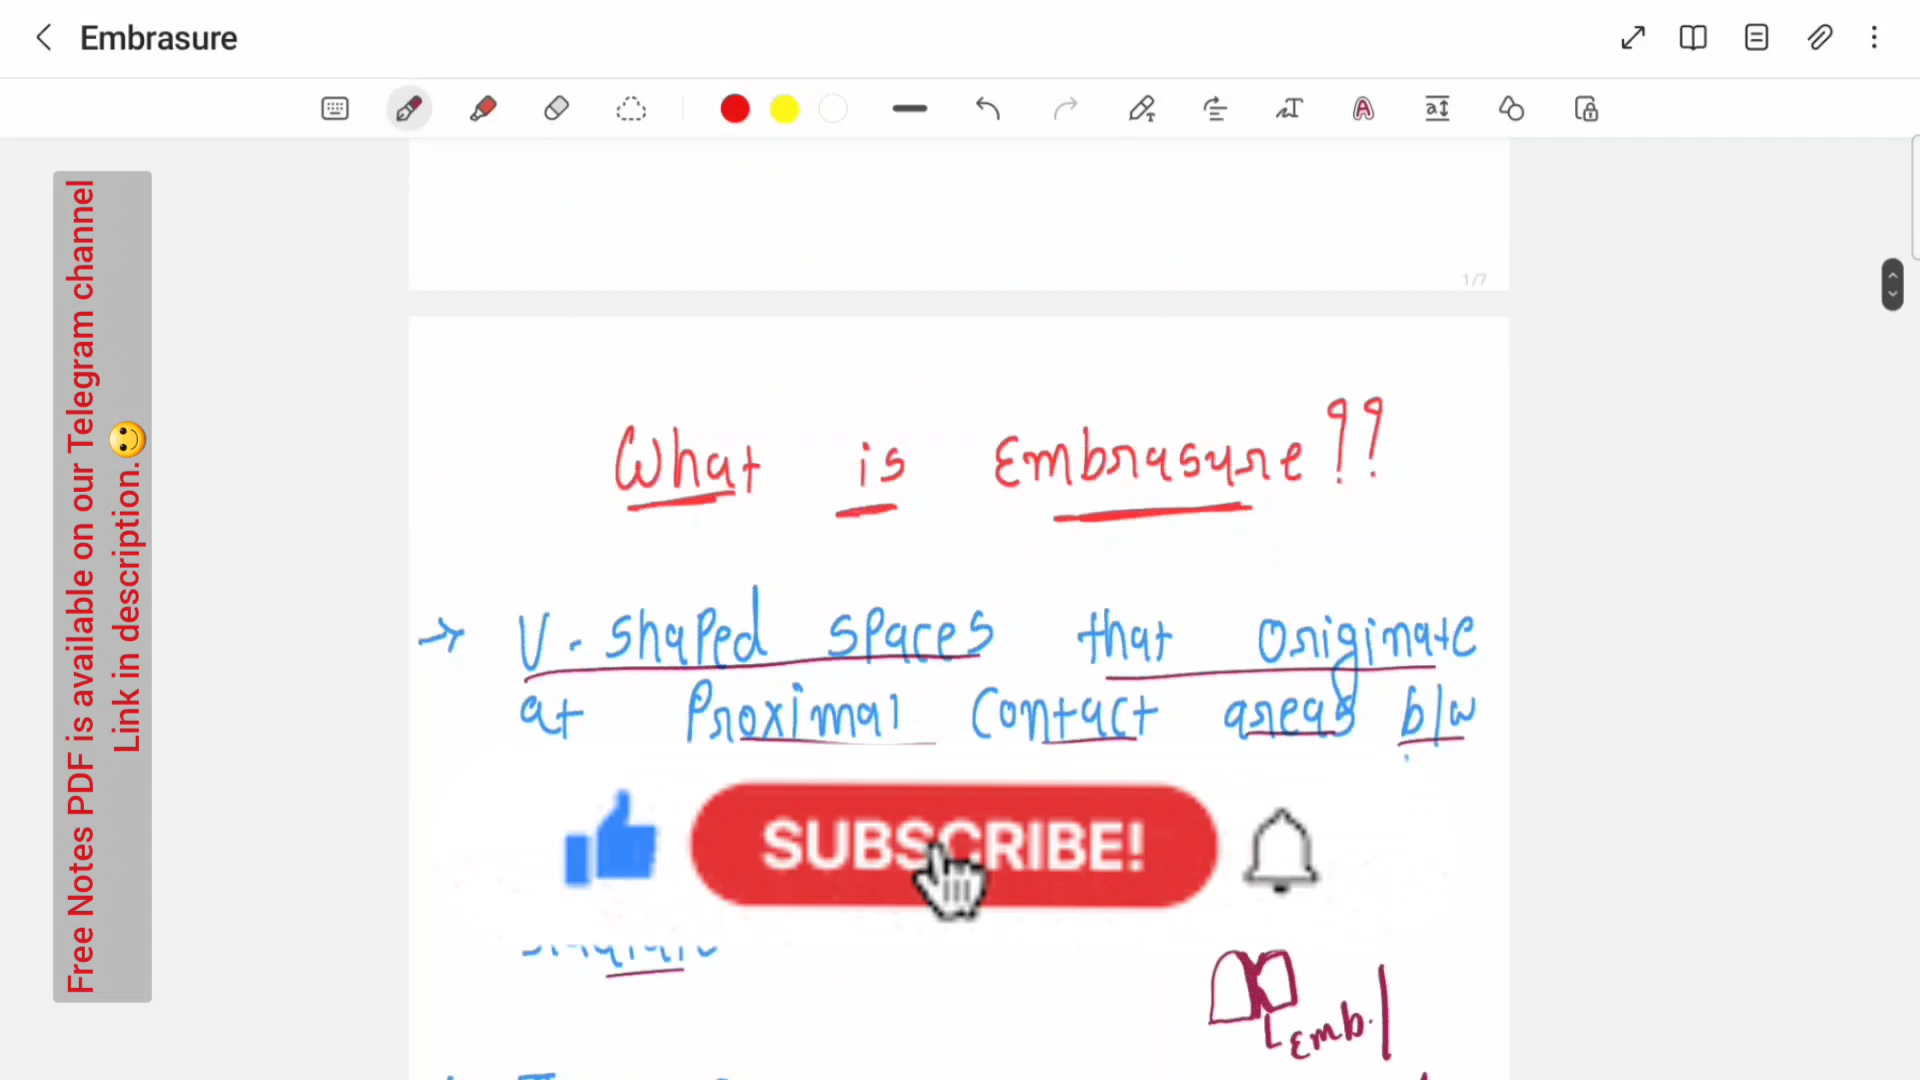 Embrasure
1/7
What is Embrasure??
→ V-shaped spaces that originate
at Proximal Contact areas b/w
SUBSCRIBE!
Emb.
Free Notes PDF is available on our Telegram channel
Link in description.🙂